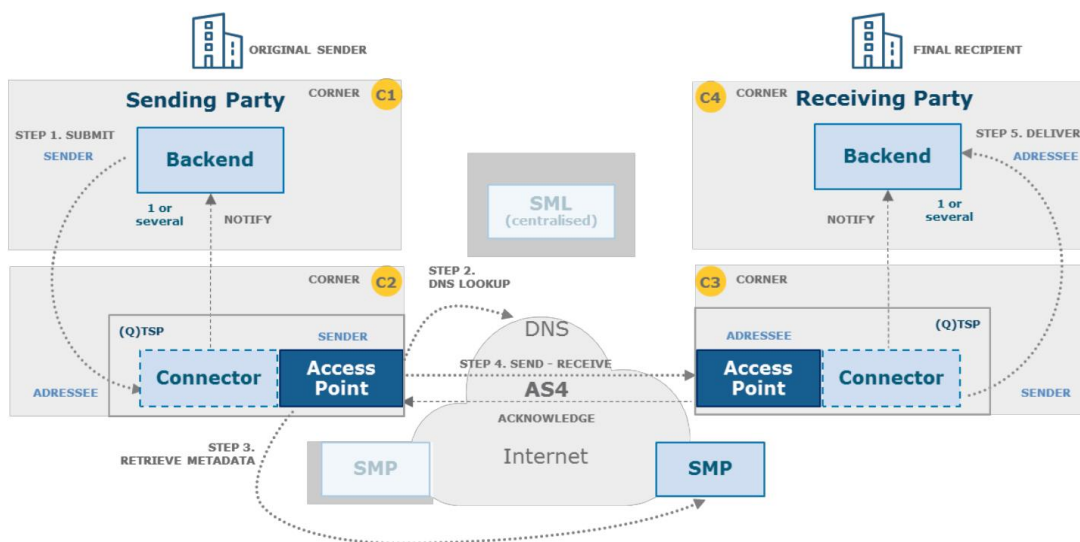 ORIGINAL SENDER
FINAL RECIPIENT
Sending Party
CORNER
C1
STEP 1. SUBMIT
SENDER
Backend
1 or
several
NOTIFY
C4
CORNER
Receiving Party
STEP 5. DELIVER
ADRESSEE
Backend
1 or
several
NOTIFY
SML
(centralised)
CORNER
C2
(Q)TSP
SENDER
ADRESSEE
Connector
Access
Point
STEP 2.
DNS LOOKUP
DNS
STEP 4. SEND - RECEIVE
AS4
ACKNOWLEDGE
Internet
C3
CORNER
(Q)TSP
ADRESSEE
Access
Point
Connector
SENDER
STEP 3.
RETRIEVE METADATA
SMP
SMP